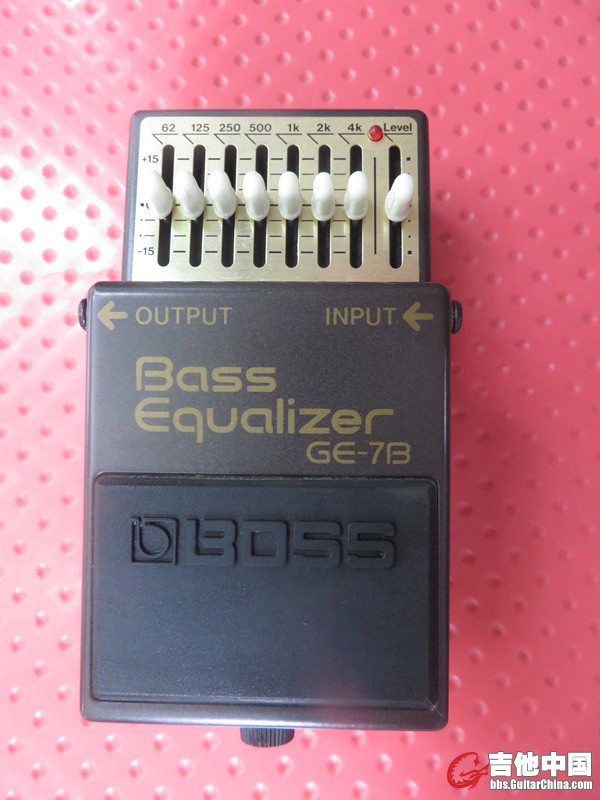 62 125 250 500 1k 2k 4k Level
+15
0
-15
← OUTPUT INPUT ←
Bass
Equalizer
GE-7B
BOSS
吉他中国
bbs.GuitarChina.com